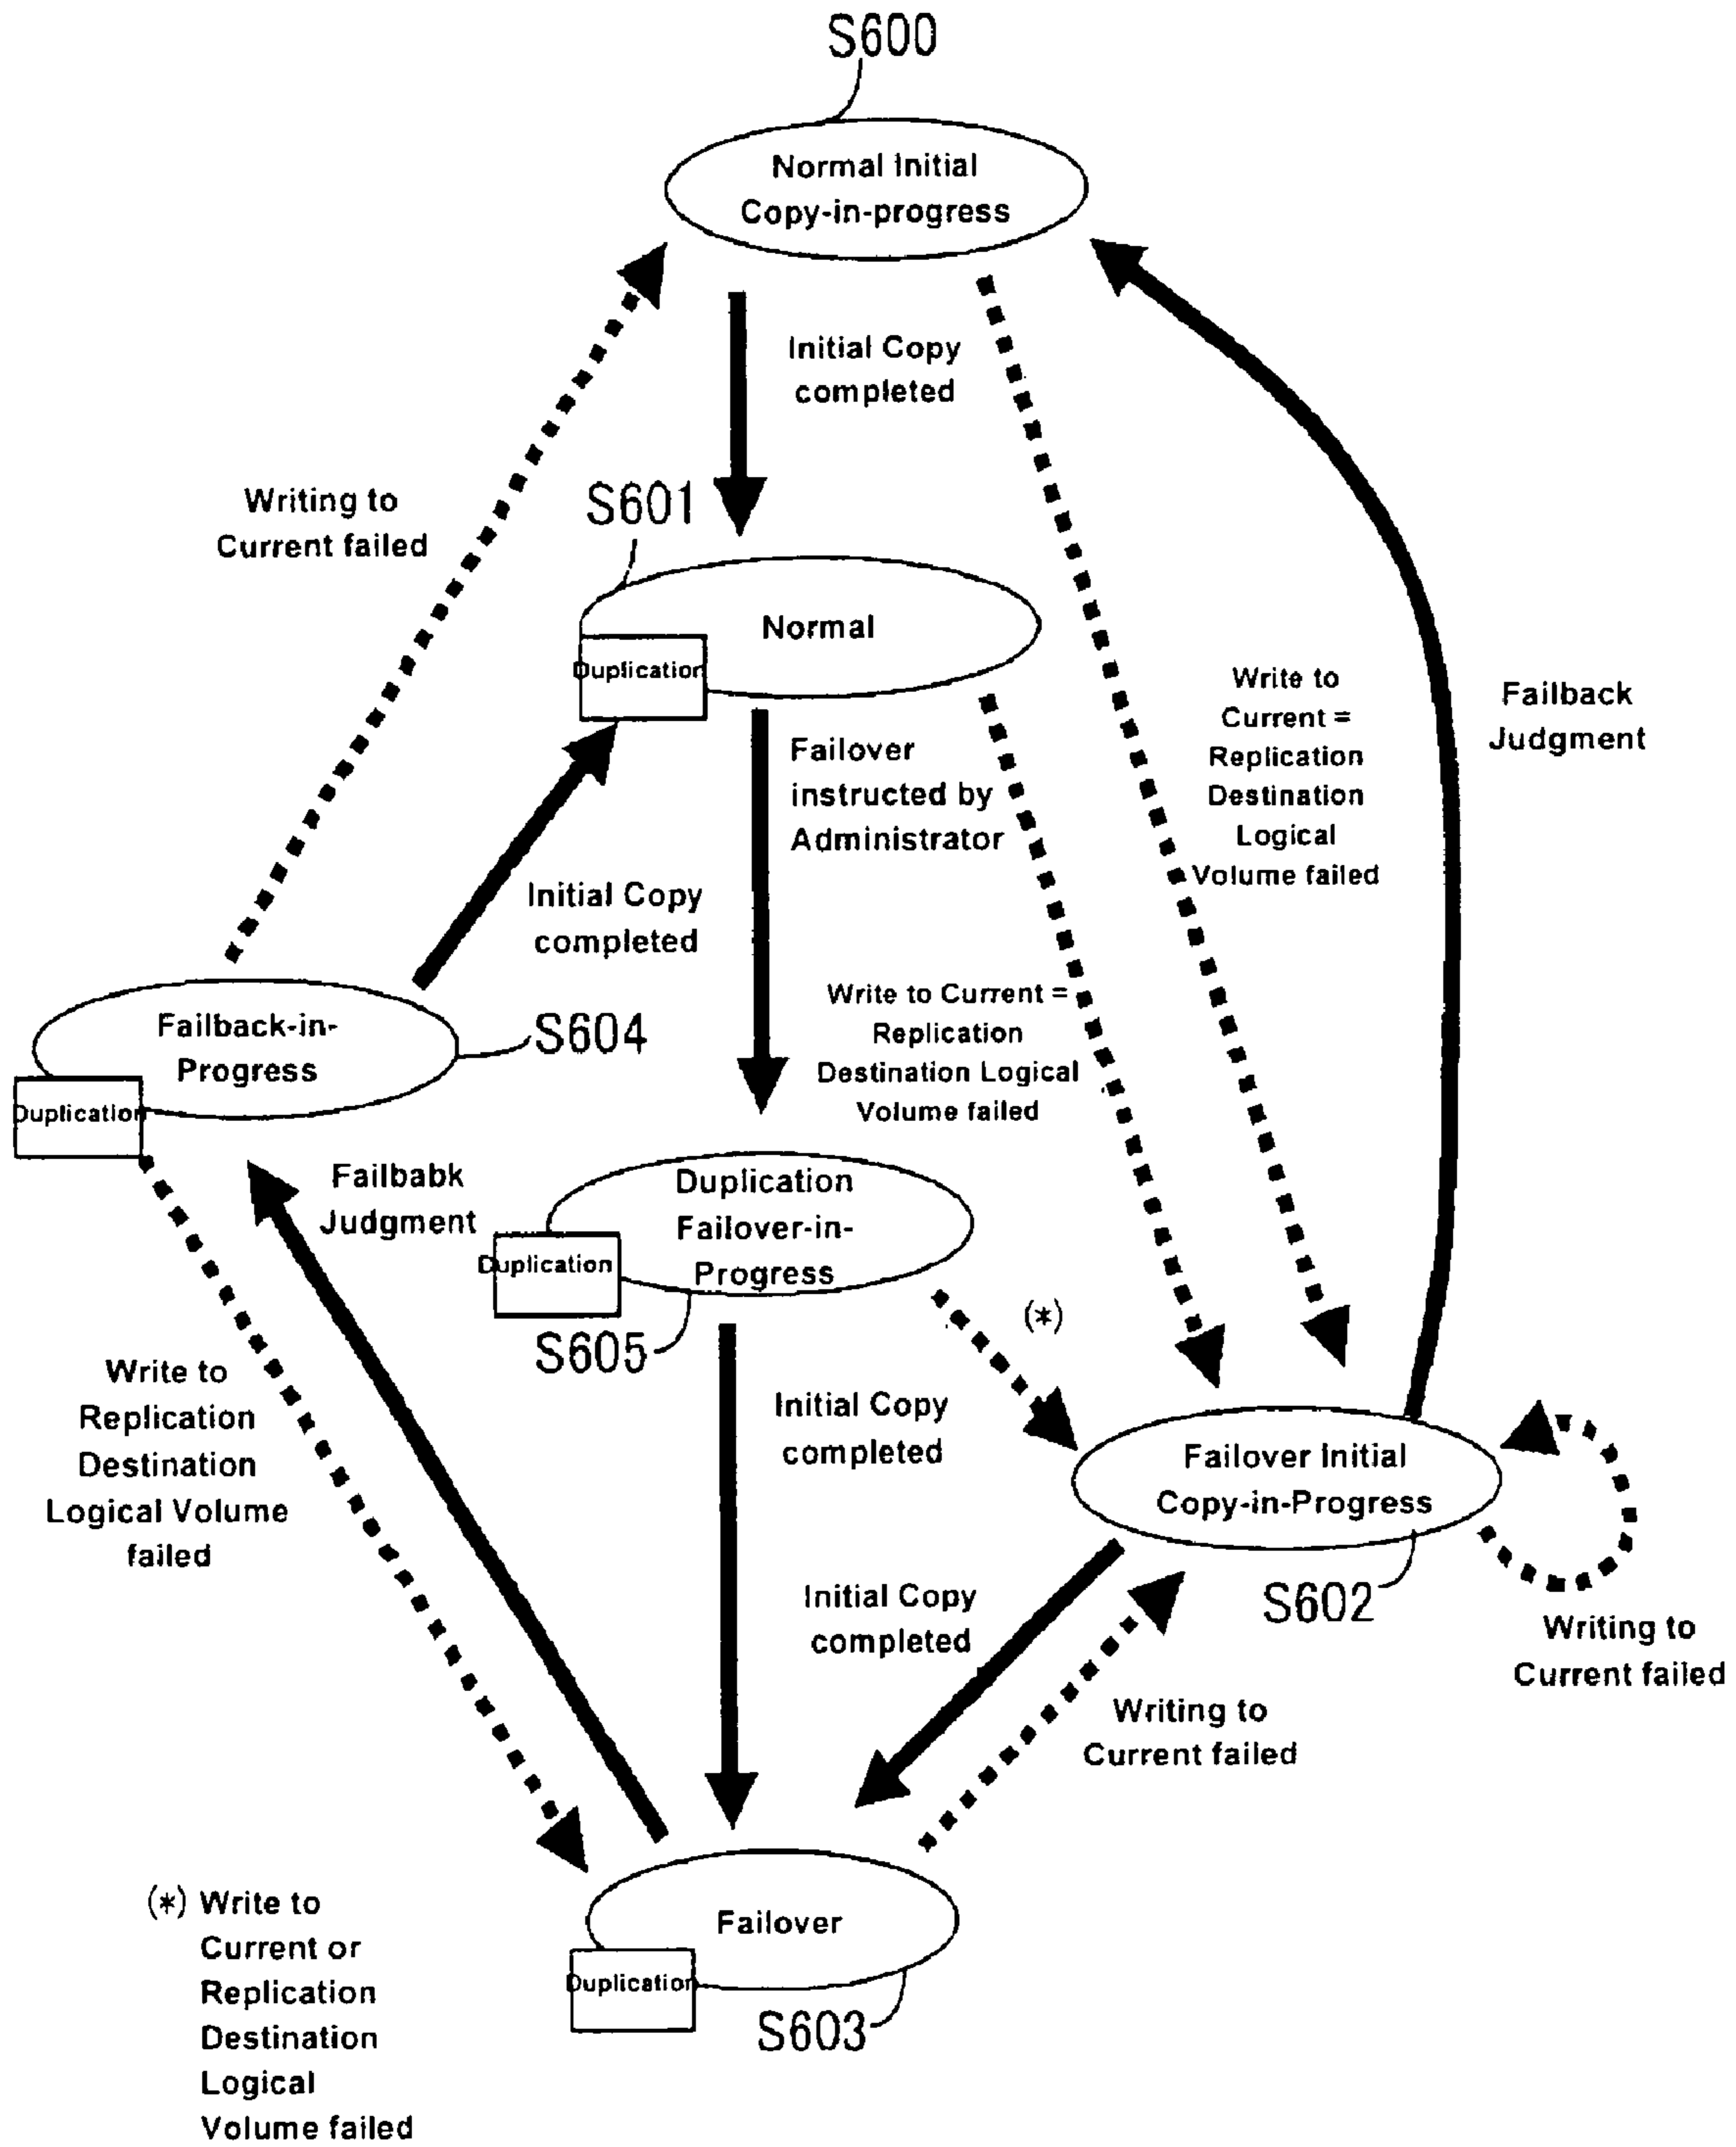 S600
Normal Initial
Copy-in-progress
Initial Copy
completed
Writing to
Current failed
S601
Normal
Duplication
Write to
Current =
Replication
Destination
Logical
Volume failed
Failback
Judgment
Failover
instructed by
Administrator
Initial Copy
completed
Write to Current =
Replication
Destination Logical
Volume failed
Failback-in-
Progress
S604
Duplication
Failbabk
Judgment
Duplication
Failover-in-
Progress
Duplication
S605
(*)
Write to
Replication
Destination
Logical Volume
failed
Initial Copy
completed
Failover Initial
Copy-in-Progress
S602
Initial Copy
completed
Writing to
Current failed
Writing to
Current failed
Failover
Duplication
S603
(*) Write to
Current or
Replication
Destination
Logical
Volume failed